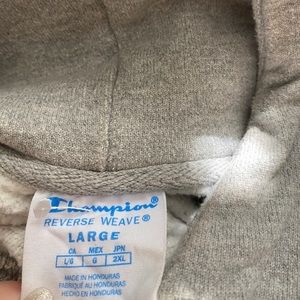 Champion
REVERSE WEAVE®
LARGE
CA MEX JPN
L/G G 2XL
MADE IN HONDURAS
FABRIQUÉ AU HONDURAS
HECHO EN HONDURAS